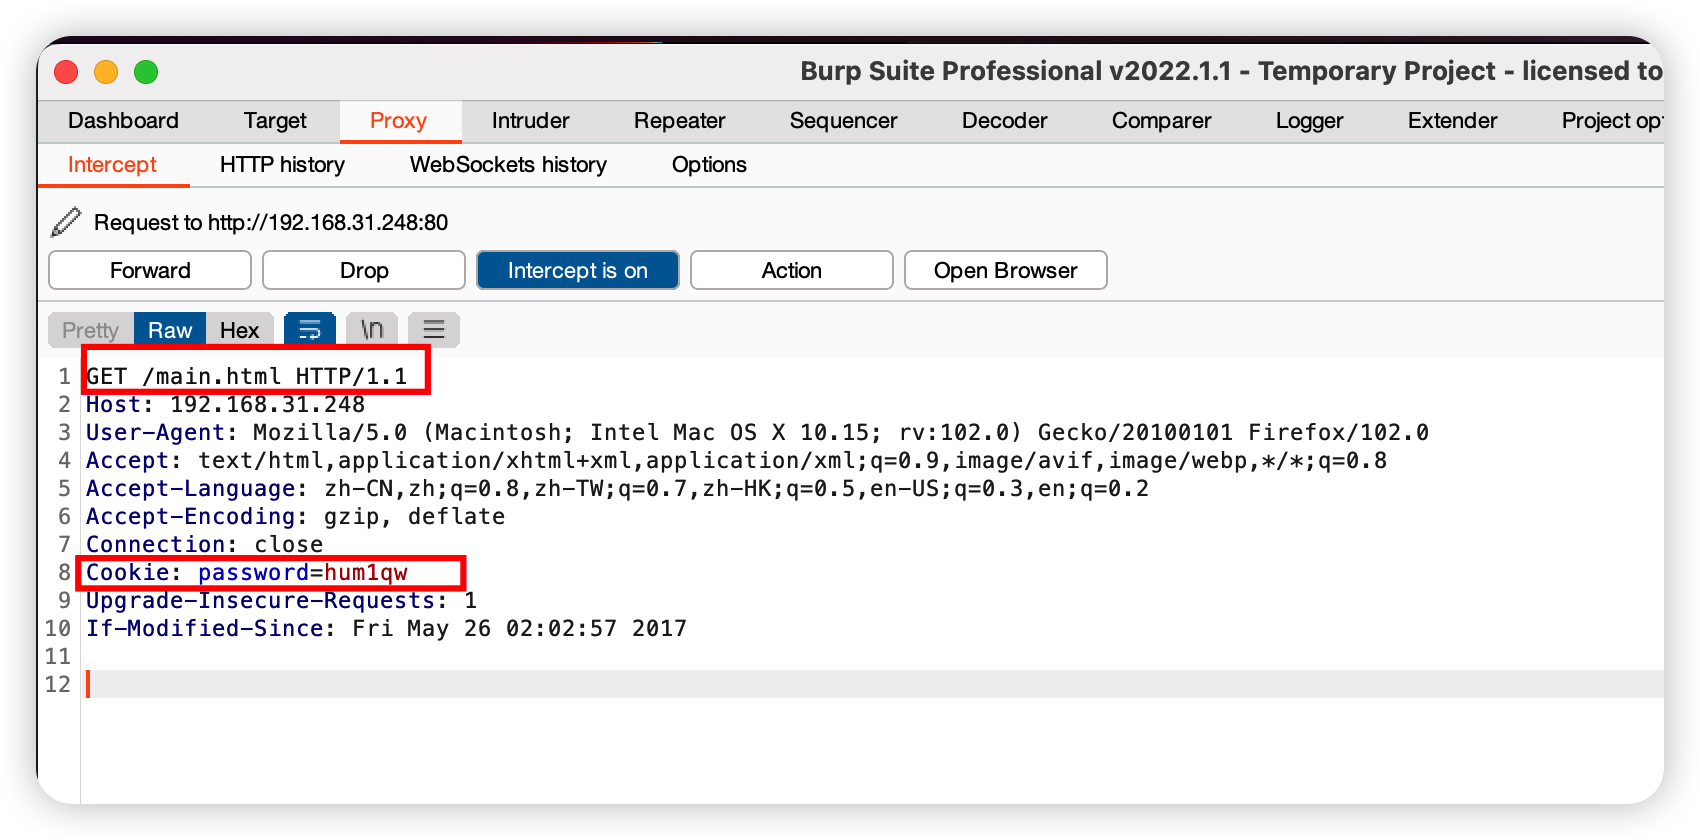 Burp Suite Professional v2022.1.1 - Temporary Project - licensed to
Dashboard Target Proxy Intruder Repeater Sequencer Decoder Comparer Logger Extender Project opt
Intercept HTTP history WebSockets history Options
Request to http://192.168.31.248:80
Forward Drop Intercept is on Action Open Browser
Pretty Raw Hex \n
1 GET /main.html HTTP/1.1
2 Host: 192.168.31.248
3 User-Agent: Mozilla/5.0 (Macintosh; Intel Mac OS X 10.15; rv:102.0) Gecko/20100101 Firefox/102.0
4 Accept: text/html,application/xhtml+xml,application/xml;q=0.9,image/avif,image/webp,*/*;q=0.8
5 Accept-Language: zh-CN,zh;q=0.8,zh-TW;q=0.7,zh-HK;q=0.5,en-US;q=0.3,en;q=0.2
6 Accept-Encoding: gzip, deflate
7 Connection: close
8 Cookie: password=hum1qw
9 Upgrade-Insecure-Requests: 1
10 If-Modified-Since: Fri May 26 02:02:57 2017
11
12